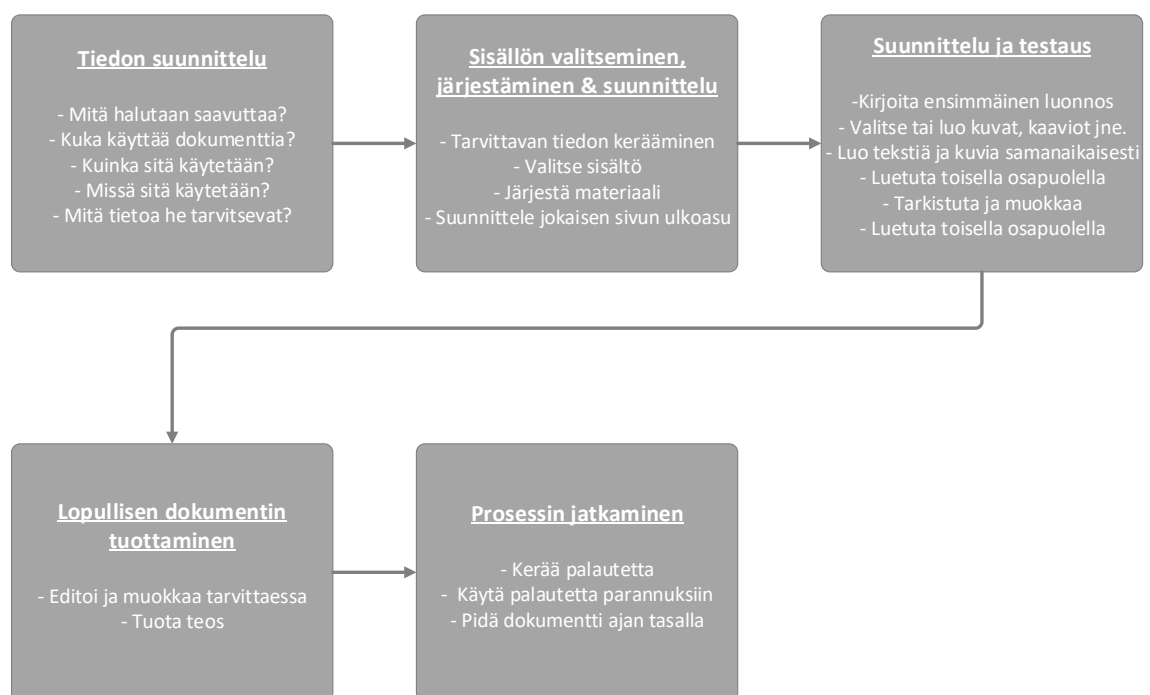 Tiedon suunnittelu
- Mitä halutaan saavuttaa?
- Kuka käyttää dokumenttia?
- Kuinka sitä käytetään?
- Missä sitä käytetään?
- Mitä tietoa he tarvitsevat?
Sisällön valitseminen,
järjestäminen & suunnittelu
- Tarvittavan tiedon kerääminen
- Valitse sisältö
- Järjestä materiaali
- Suunnittele jokaisen sivun ulkoasu
Suunnittelu ja testaus
-Kirjoita ensimmäinen luonnos
- Valitse tai luo kuvat, kaaviot jne.
- Luo tekstiä ja kuvia samanaikaisesti
- Luetuta toisella osapuolella
- Tarkistuta ja muokkaa
- Luetuta toisella osapuolella
Lopullisen dokumentin
tuottaminen
- Editoi ja muokkaa tarvittaessa
- Tuota teos
Prosessin jatkaminen
- Kerää palautetta
- Käytä palautetta parannuksiin
- Pidä dokumentti ajan tasalla